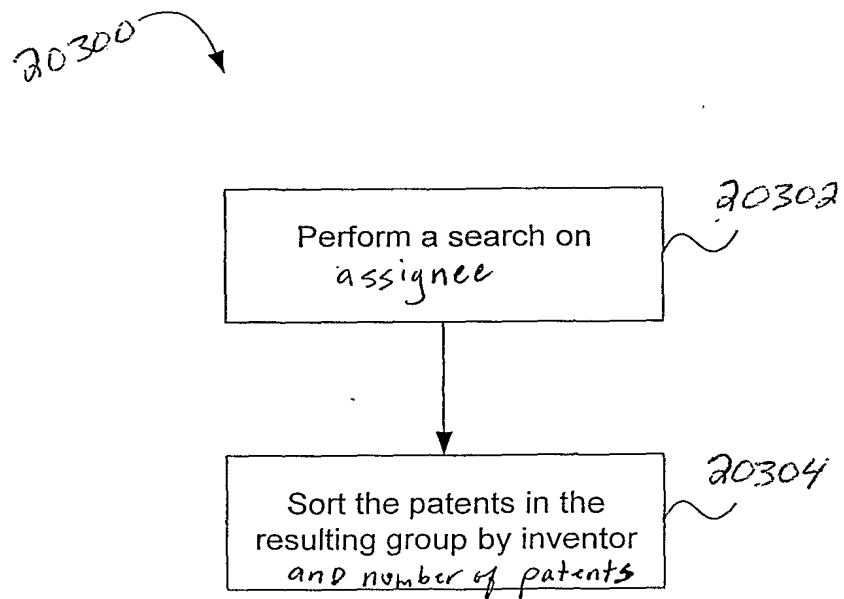 20300
20302
Perform a search on
assignee
20304
Sort the patents in the
resulting group by inventor
and number of patents